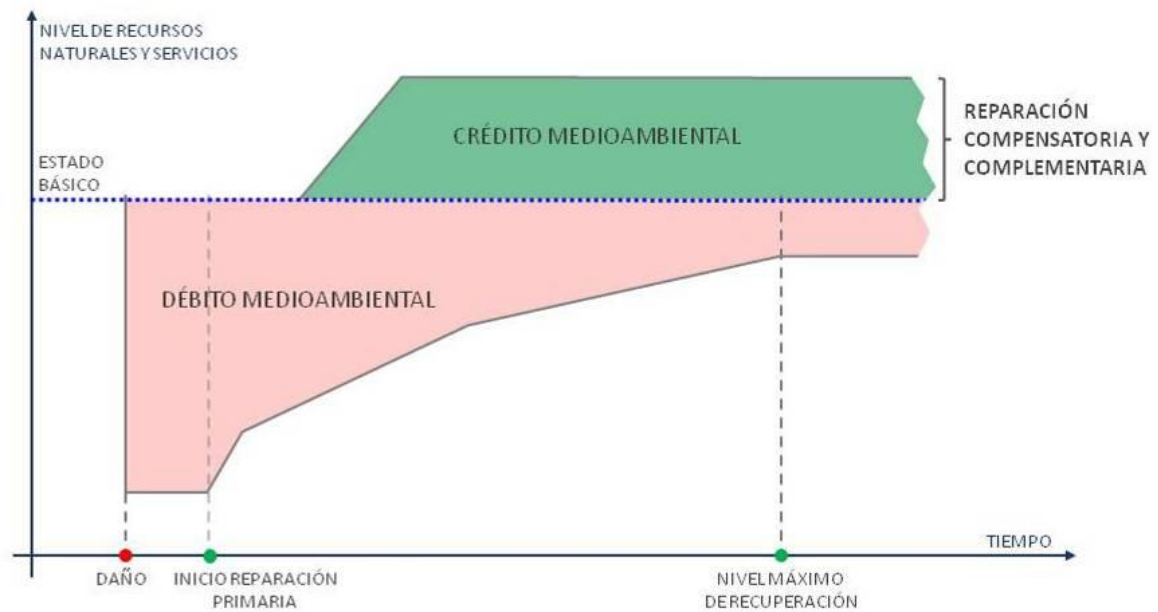 NIVEL DE RECURSOS
NATURALES Y SERVICIOS
CRÉDITO MEDIOAMBIENTAL
REPARACIÓN
COMPENSATORIA Y
COMPLEMENTARIA
ESTADO
BÁSICO
DÉBITO MEDIOAMBIENTAL
TIEMPO
DAÑO
INICIO REPARACIÓN
PRIMARIA
NIVEL MÁXIMO
DE RECUPERACIÓN